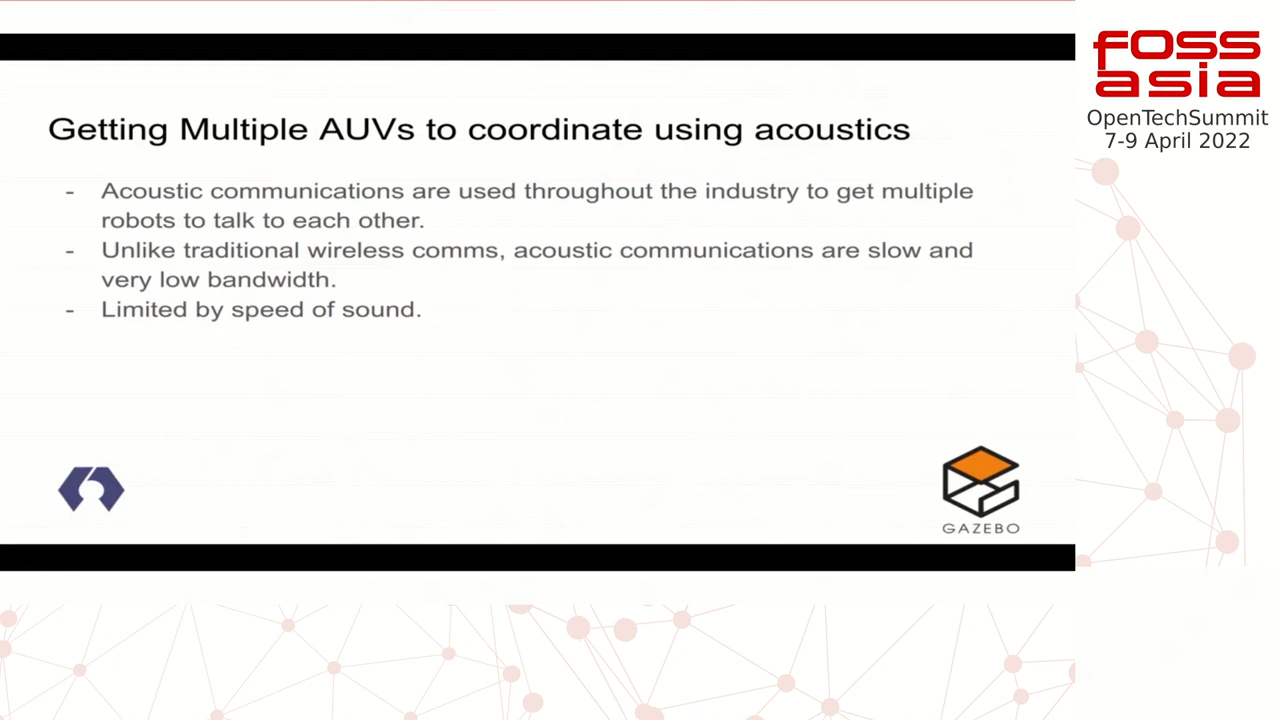 Getting Multiple AUVs to coordinate using acoustics
- Acoustic communications are used throughout the industry to get multiple
robots to talk to each other.
- Unlike traditional wireless comms, acoustic communications are slow and
very low bandwidth.
- Limited by speed of sound.
GAZEBO
foss
asia
OpenTechSummit
7-9 April 2022